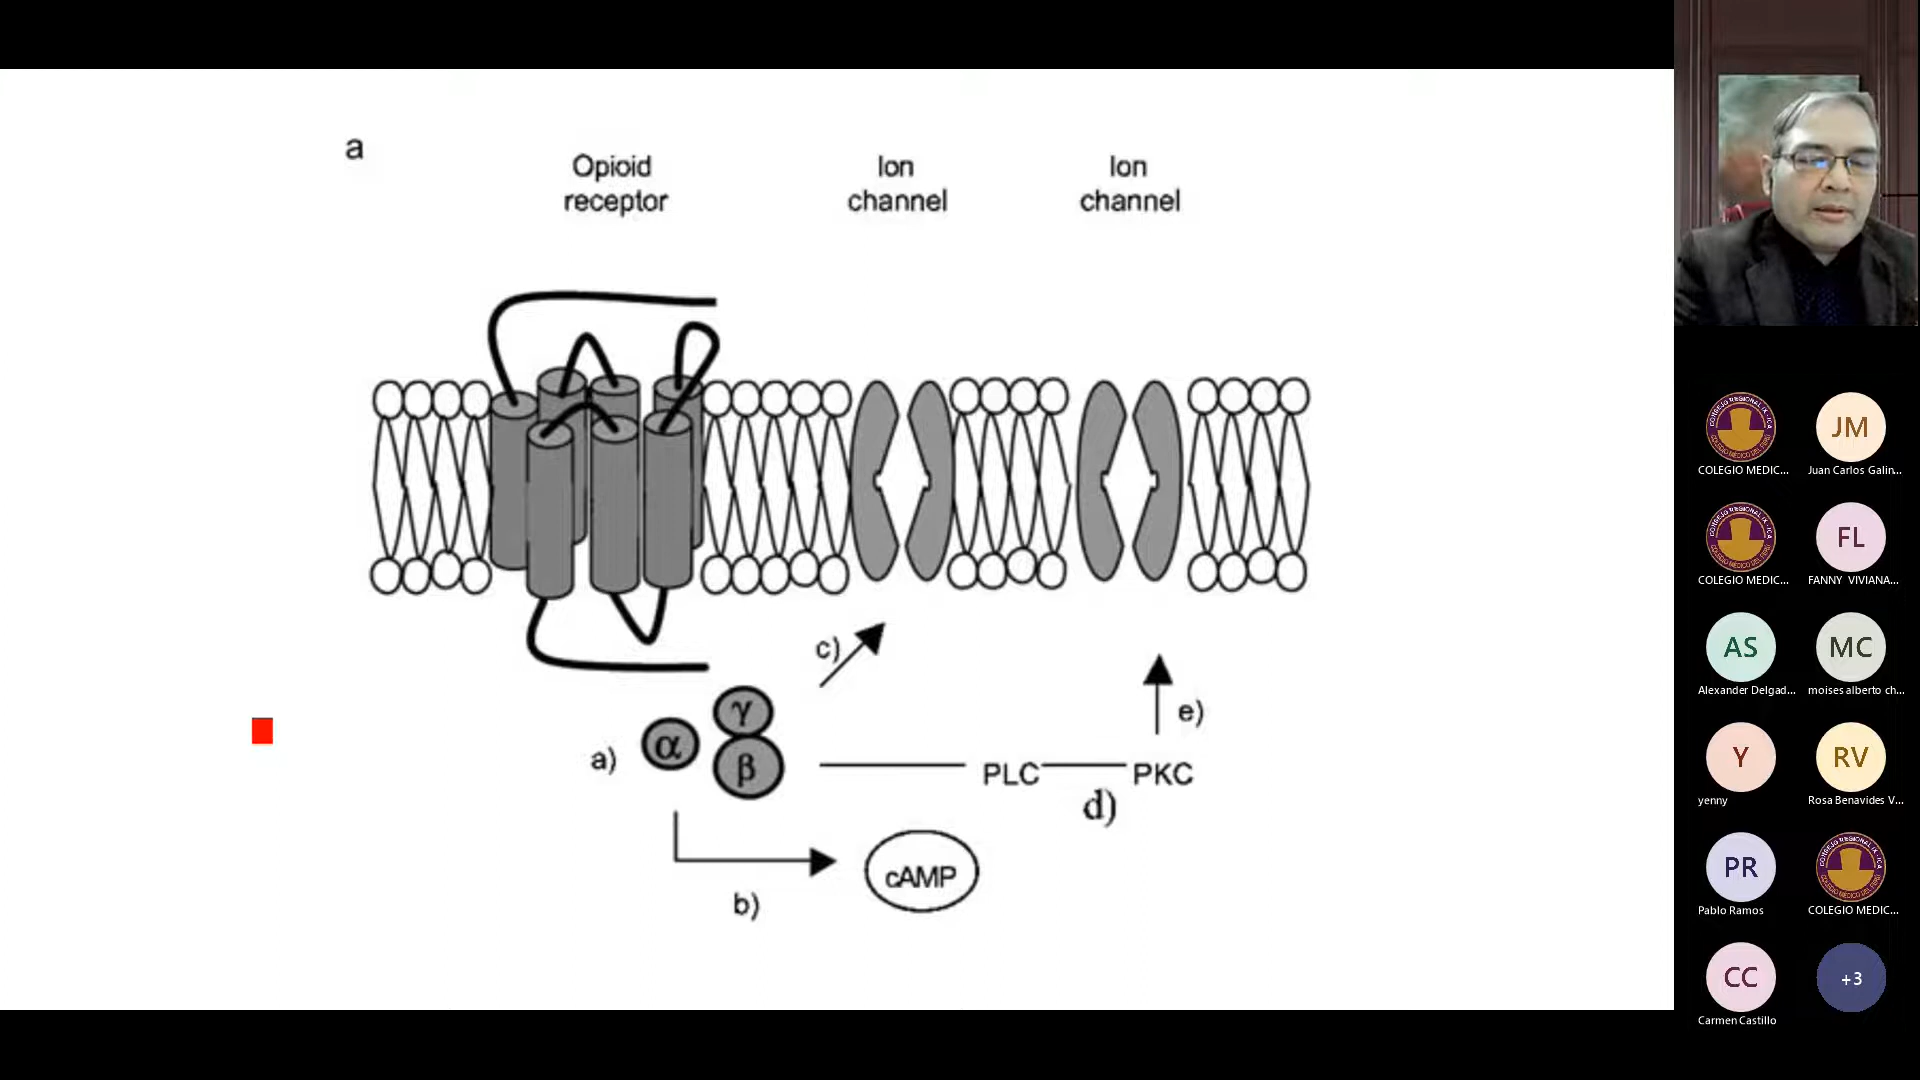 a
Opioid
receptor
Ion
channel
Ion
channel
c)
e)
γ
α
β
a)
PLC
PKC
d)
cAMP
b)
COLEGIO MEDIC...
JM
Juan Carlos Galin...
COLEGIO MEDIC...
FL
FANNY VIVIANA...
AS
Alexander Delgad...
MC
moises alberto ch...
Y
yenny
RV
Rosa Benavides V...
PR
Pablo Ramos
COLEGIO MEDIC...
CC
Carmen Castillo
+3